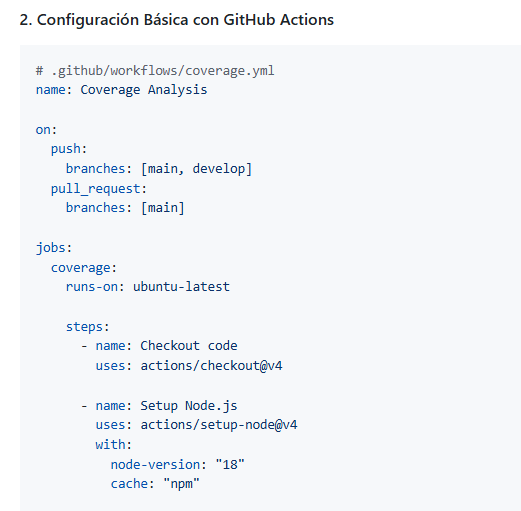 2. Configuración Básica con GitHub Actions
# .github/workflows/coverage.yml
name: Coverage Analysis

on:
  push:
    branches: [main, develop]
  pull_request:
    branches: [main]

jobs:
  coverage:
    runs-on: ubuntu-latest

    steps:
      - name: Checkout code
        uses: actions/checkout@v4

      - name: Setup Node.js
        uses: actions/setup-node@v4
        with:
          node-version: "18"
          cache: "npm"